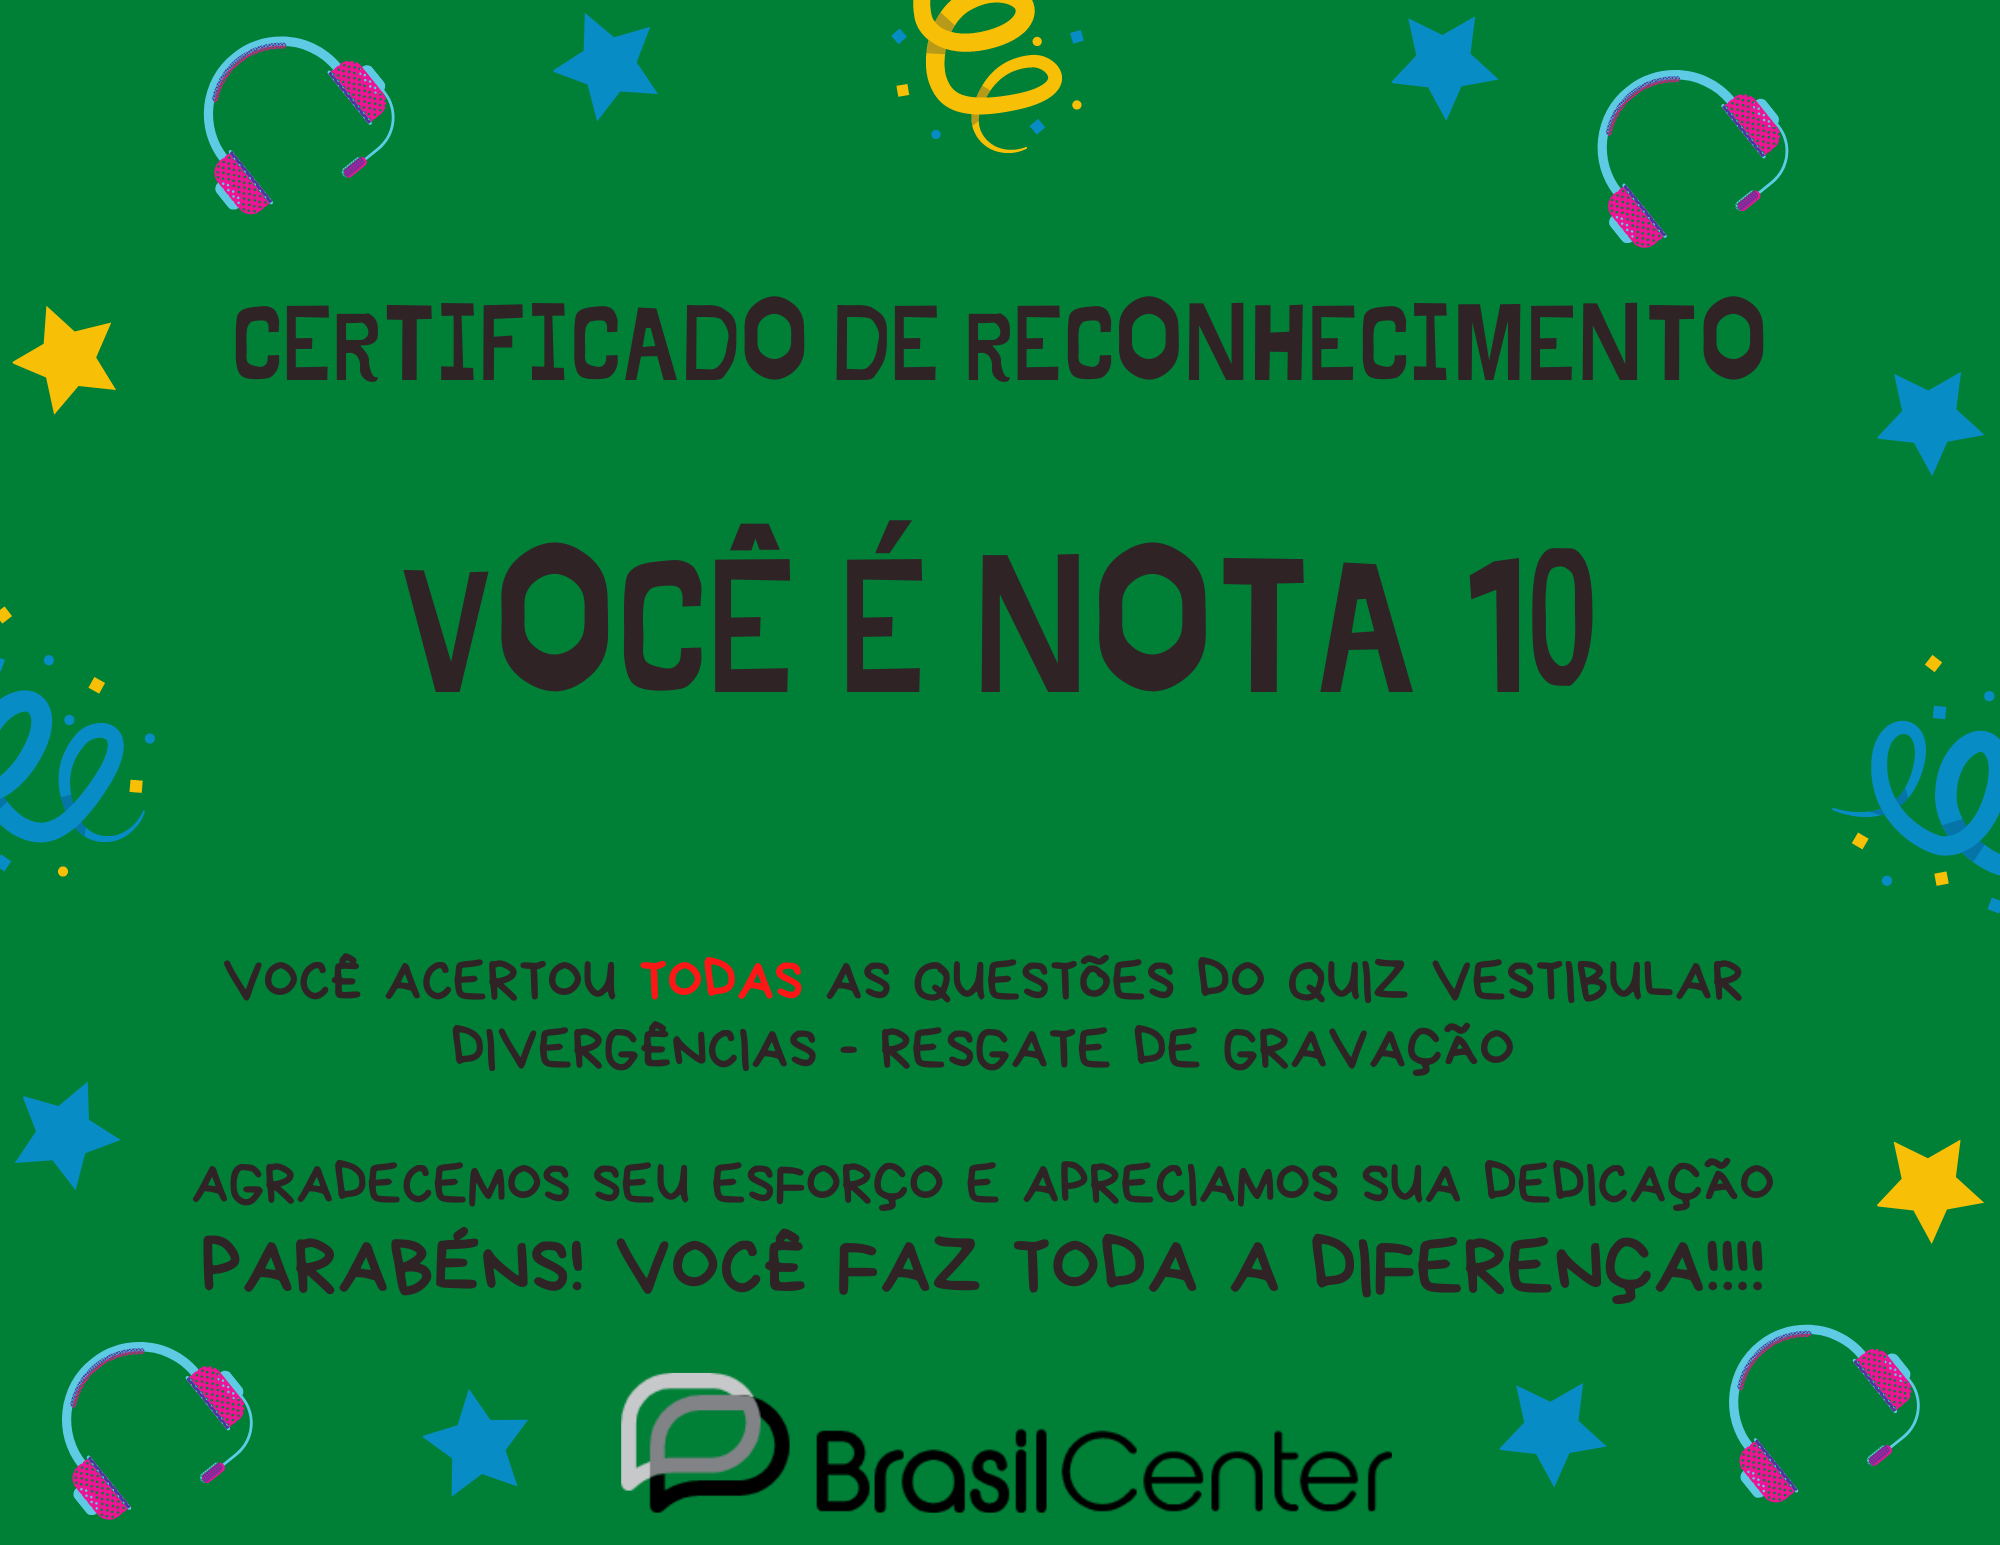 CERTIFICADO DE RECONHECIMENTO
VOCÊ É NOTA 10
VOCÊ ACERTOU TODAS AS QUESTÕES DO QUIZ VESTIBULAR
DIVERGÊNCIAS - RESGATE DE GRAVAÇÃO
AGRADECEMOS SEU ESFORÇO E APRECIAMOS SUA DEDICAÇÃO
PARABÉNS! VOCÊ FAZ TODA A DIFERENÇA!!!!
BrasilCenter